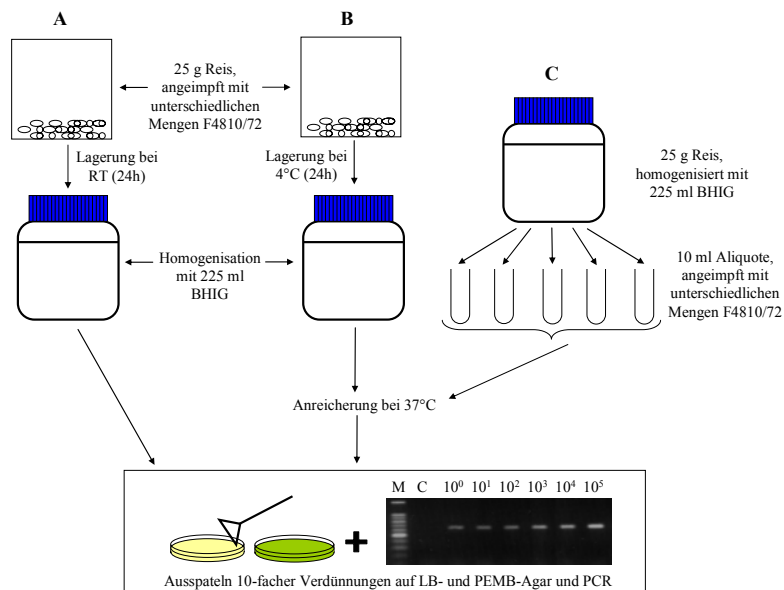 A
B
C
25 g Reis,
angeimpft mit
unterschiedlichen
Mengen F4810/72
Lagerung bei
RT (24h)
Lagerung bei
4°C (24h)
25 g Reis,
homogenisiert mit
225 ml BHIG
Homogenisation
mit 225 ml
BHIG
10 ml Aliquote,
angeimpft mit
unterschiedlichen
Mengen F4810/72
Anreicherung bei 37°C
M C 10⁰ 10¹ 10² 10³ 10⁴ 10⁵
Ausspateln 10-facher Verdünnungen auf LB- und PEMB-Agar und PCR